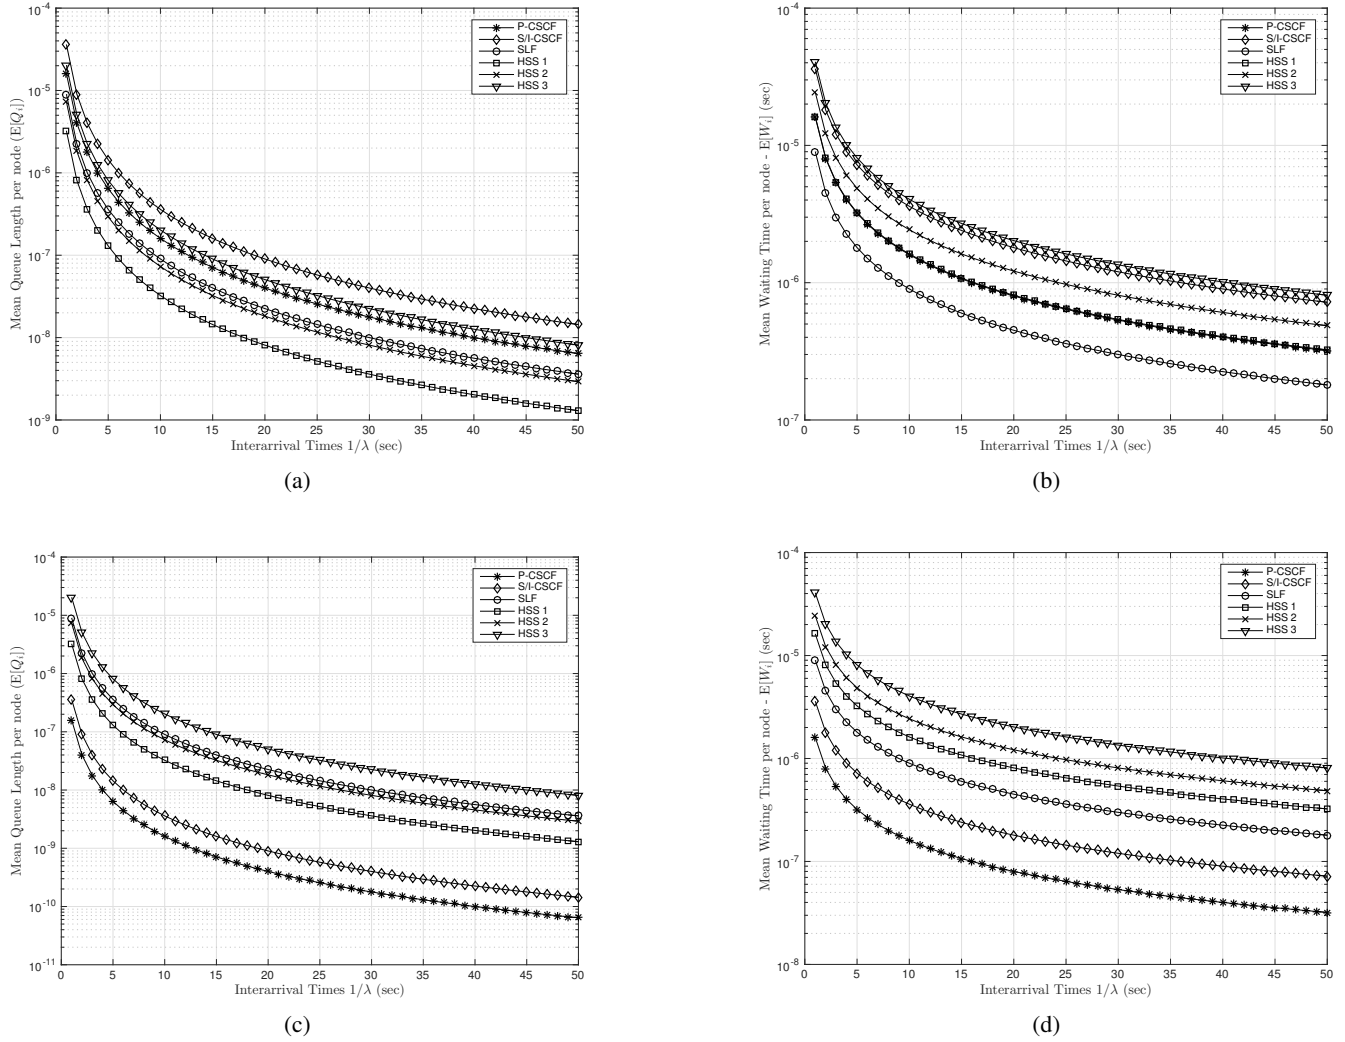 10^-4
10^-5
10^-6
10^-7
10^-8
10^-9
Mean Queue Length per node (E[Q_i])
P-CSCF
S/I-CSCF
SLF
HSS 1
HSS 2
HSS 3
0 5 10 15 20 25 30 35 40 45 50
Interarrival Times 1/λ (sec)
(a)
10^-4
10^-5
10^-6
10^-7
Mean Waiting Time per node - E[W_i] (sec)
P-CSCF
S/I-CSCF
SLF
HSS 1
HSS 2
HSS 3
0 5 10 15 20 25 30 35 40 45 50
Interarrival Times 1/λ (sec)
(b)
10^-4
10^-5
10^-6
10^-7
10^-8
10^-9
10^-10
10^-11
Mean Queue Length per node (E[Q_i])
P-CSCF
S/I-CSCF
SLF
HSS 1
HSS 2
HSS 3
0 5 10 15 20 25 30 35 40 45 50
Interarrival Times 1/λ (sec)
(c)
10^-4
10^-5
10^-6
10^-7
10^-8
Mean Waiting Time per node - E[W_i] (sec)
P-CSCF
S/I-CSCF
SLF
HSS 1
HSS 2
HSS 3
0 5 10 15 20 25 30 35 40 45 50
Interarrival Times 1/λ (sec)
(d)